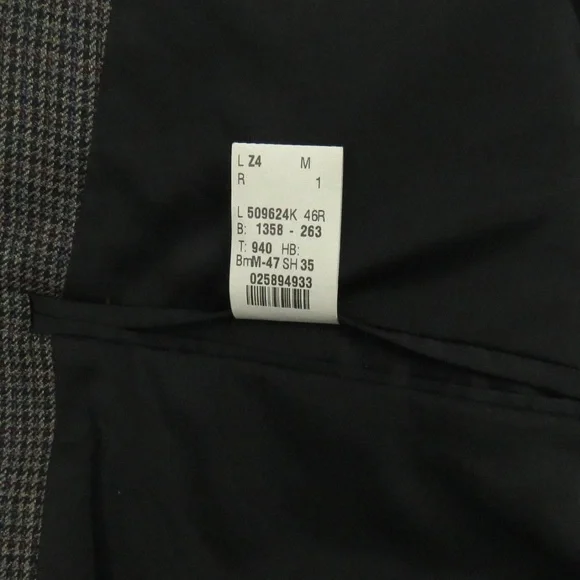 L Z4 M
R 1
L 509624K 46R
B: 1358 - 263
T: 940 HB:
BmM-47 SH 35
025894933